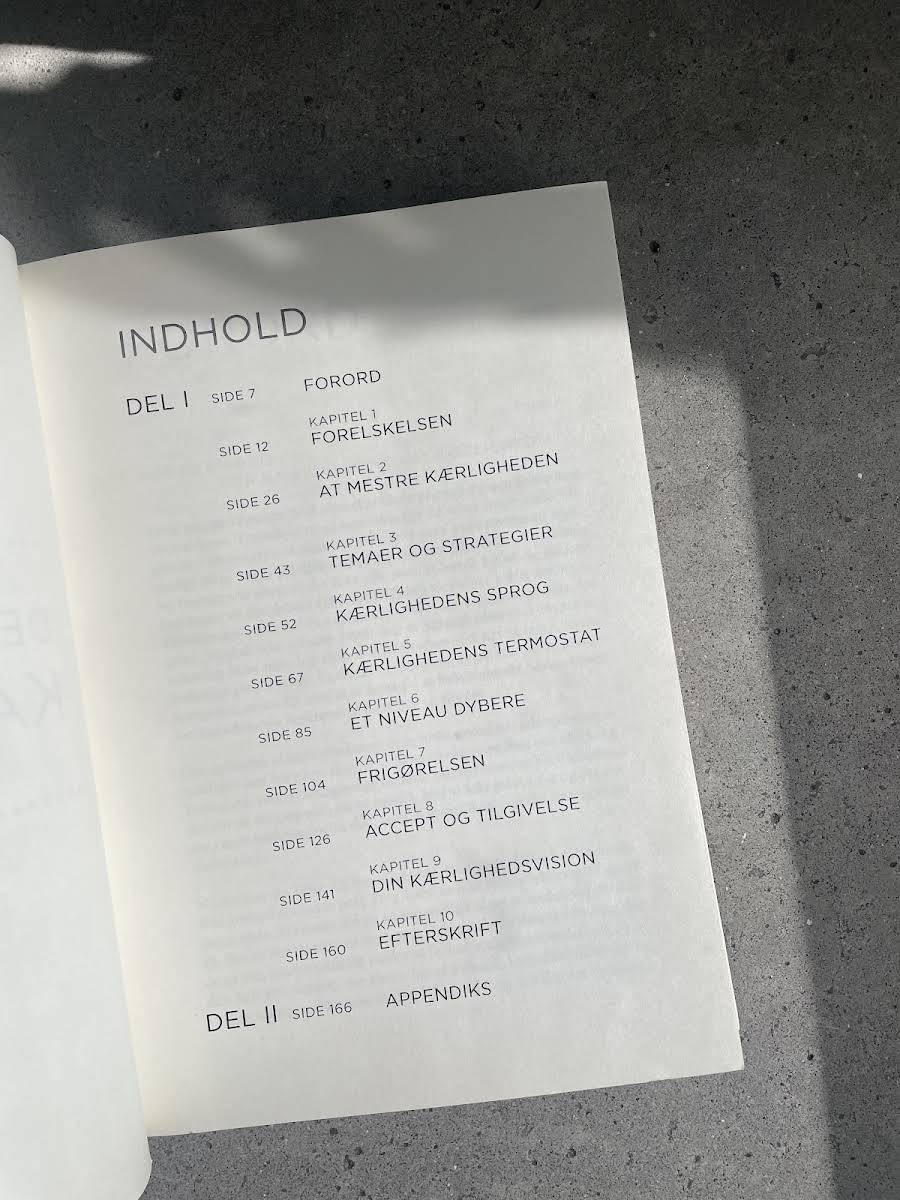 INDHOLD
DEL I SIDE 7 FORORD
KAPITEL 1
SIDE 12 FORELSKELSEN
KAPITEL 2
SIDE 26 AT MESTRE KÆRLIGHEDEN
KAPITEL 3
SIDE 43 TEMAER OG STRATEGIER
KAPITEL 4
SIDE 52 KÆRLIGHEDENS SPROG
KAPITEL 5
SIDE 67 KÆRLIGHEDENS TERMOSTAT
KAPITEL 6
SIDE 85 ET NIVEAU DYBERE
KAPITEL 7
SIDE 104 FRIGØRELSEN
KAPITEL 8
SIDE 126 ACCEPT OG TILGIVELSE
KAPITEL 9
SIDE 141 DIN KÆRLIGHEDSVISION
KAPITEL 10
SIDE 160 EFTERSKRIFT
DEL II SIDE 166 APPENDIKS